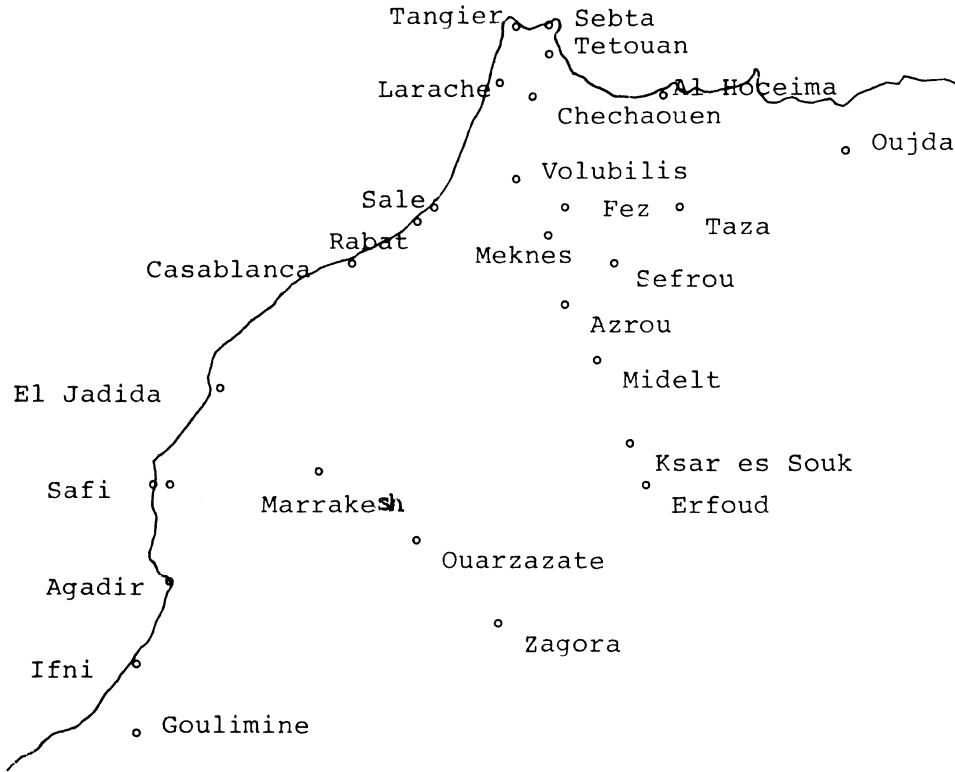 Tangier
Sebta
Tetouan
Larache
Al Hoceima
Chechaouen
Oujda
Volubilis
Sale
Fez
Taza
Rabat
Meknes
Casablanca
Sefrou
Azrou
Midelt
El Jadida
Ksar es Souk
Safi
Marrakesh
Erfoud
Ouarzazate
Agadir
Zagora
Ifni
Goulimine